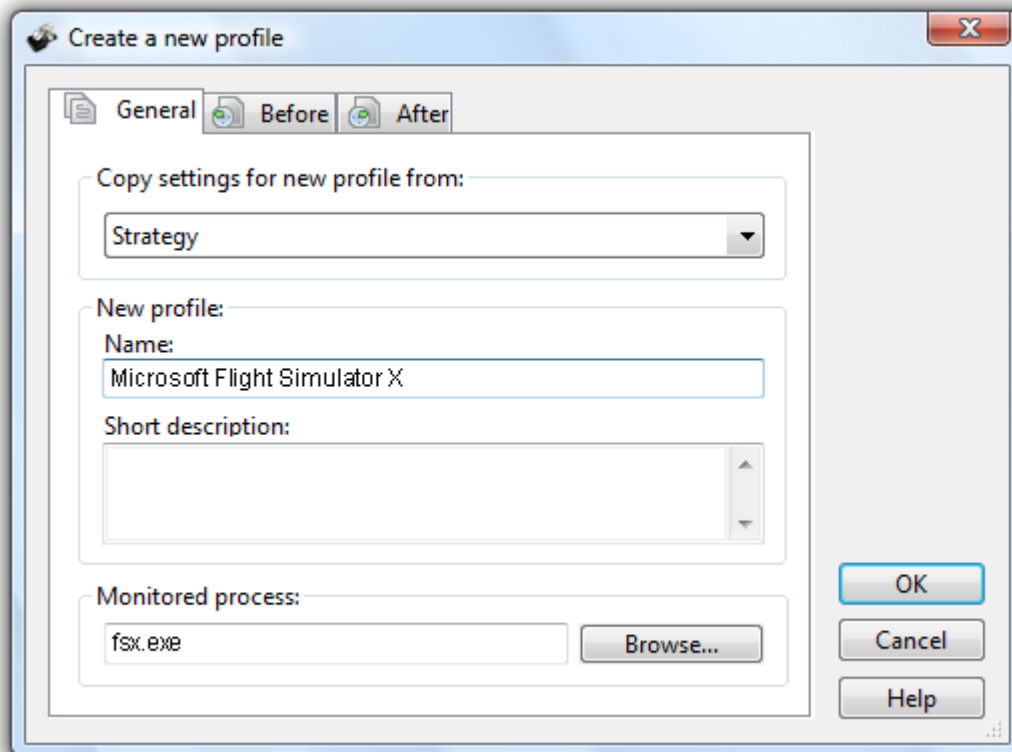 Create a new profile
General
Before
After
Copy settings for new profile from:
Strategy
New profile:
Name:
Microsoft Flight Simulator X
Short description:
Monitored process:
fsx.exe
Browse...
OK
Cancel
Help